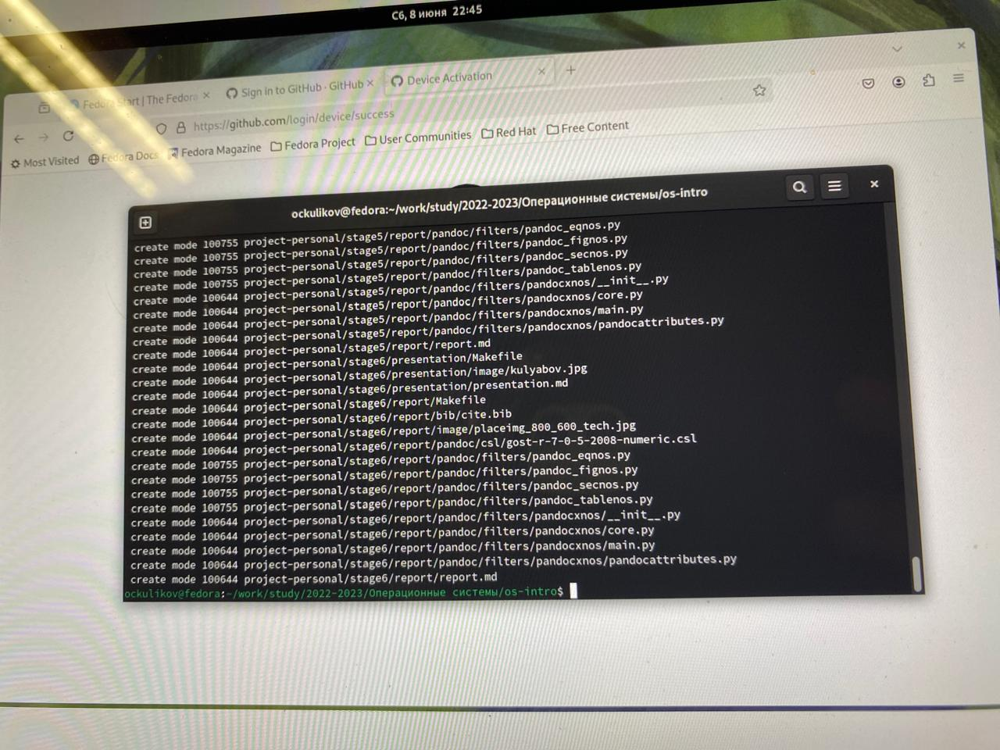 Сб, 8 июня 22:45
Fedora Start | The Fedora
Sign in to GitHub · GitHub
Device Activation
https://github.com/login/device/success
Most Visited
Fedora Docs
Fedora Magazine
Fedora Project
User Communities
Red Hat
Free Content
ockulikov@fedora:~/work/study/2022-2023/Операционные системы/os-intro
create mode 100755 project-personal/stage5/report/pandoc/filters/pandoc_eqnos.py
create mode 100755 project-personal/stage5/report/pandoc/filters/pandoc_fignos.py
create mode 100755 project-personal/stage5/report/pandoc/filters/pandoc_secnos.py
create mode 100755 project-personal/stage5/report/pandoc/filters/pandoc_tablenos.py
create mode 100644 project-personal/stage5/report/pandoc/filters/pandocxnos/__init__.py
create mode 100644 project-personal/stage5/report/pandoc/filters/pandocxnos/core.py
create mode 100644 project-personal/stage5/report/pandoc/filters/pandocxnos/main.py
create mode 100644 project-personal/stage5/report/pandoc/filters/pandocxnos/pandocattributes.py
create mode 100644 project-personal/stage5/report/report.md
create mode 100644 project-personal/stage6/presentation/Makefile
create mode 100644 project-personal/stage6/presentation/image/kulyabov.jpg
create mode 100644 project-personal/stage6/presentation/presentation.md
create mode 100644 project-personal/stage6/report/Makefile
create mode 100644 project-personal/stage6/report/bib/cite.bib
create mode 100644 project-personal/stage6/report/image/placeimg_800_600_tech.jpg
create mode 100644 project-personal/stage6/report/pandoc/csl/gost-r-7-0-5-2008-numeric.csl
create mode 100755 project-personal/stage6/report/pandoc/filters/pandoc_eqnos.py
create mode 100755 project-personal/stage6/report/pandoc/filters/pandoc_fignos.py
create mode 100755 project-personal/stage6/report/pandoc/filters/pandoc_secnos.py
create mode 100755 project-personal/stage6/report/pandoc/filters/pandoc_tablenos.py
create mode 100644 project-personal/stage6/report/pandoc/filters/pandocxnos/__init__.py
create mode 100644 project-personal/stage6/report/pandoc/filters/pandocxnos/core.py
create mode 100644 project-personal/stage6/report/pandoc/filters/pandocxnos/main.py
create mode 100644 project-personal/stage6/report/pandoc/filters/pandocxnos/pandocattributes.py
create mode 100644 project-personal/stage6/report/report.md
ockulikov@fedora:~/work/study/2022-2023/Операционные системы/os-intro$